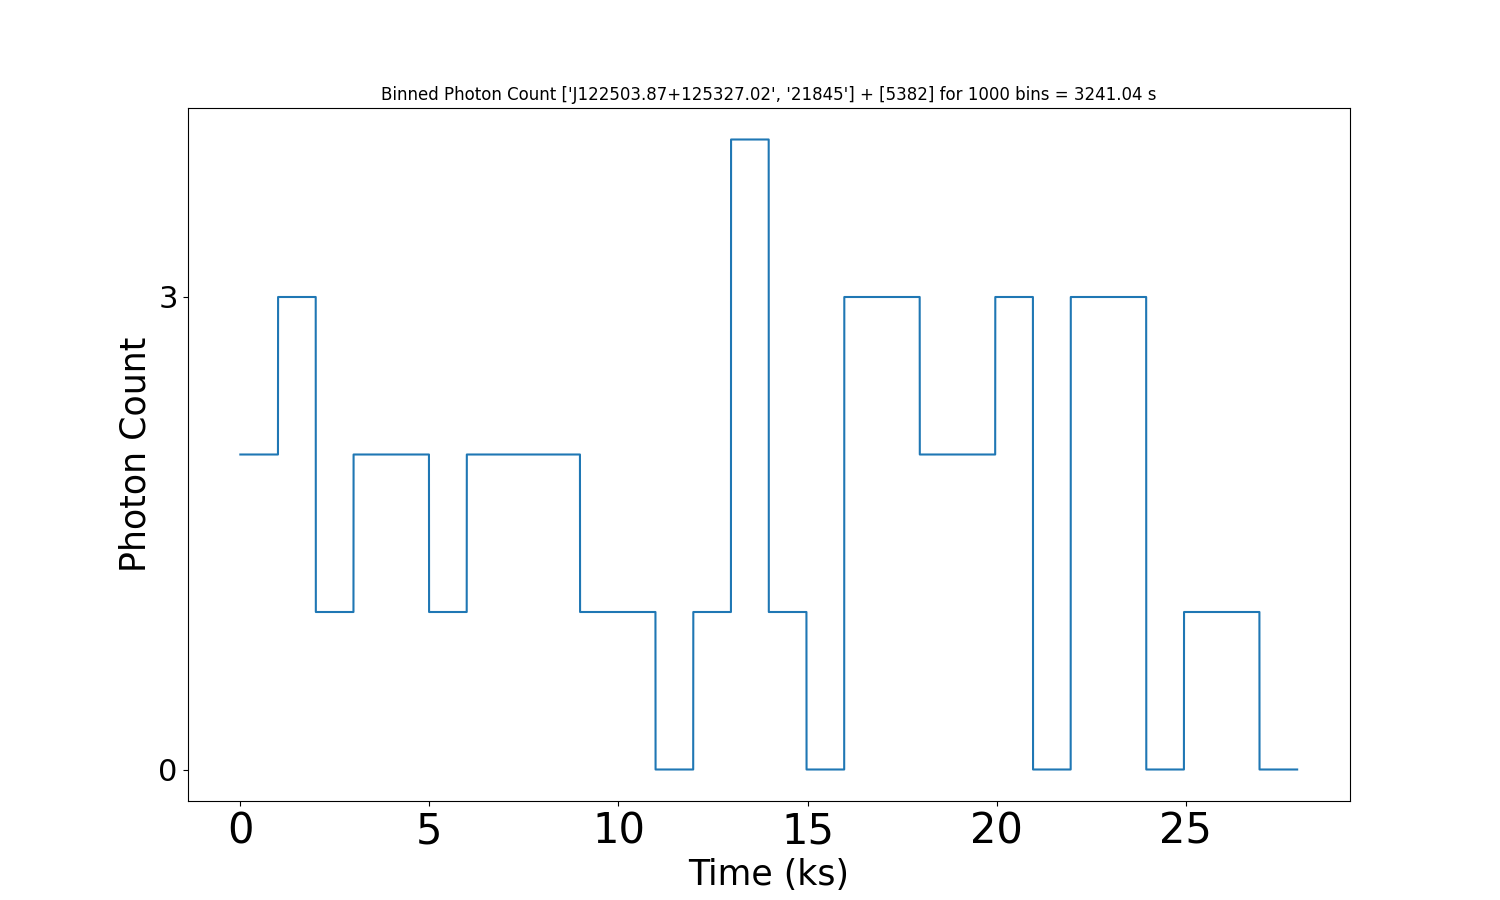 Binned Photon Count ['J122503.87+125327.02', '21845'] + [5382] for 1000 bins = 3241.04 s
Photon Count
3
0
0 5 10 15 20 25
Time (ks)